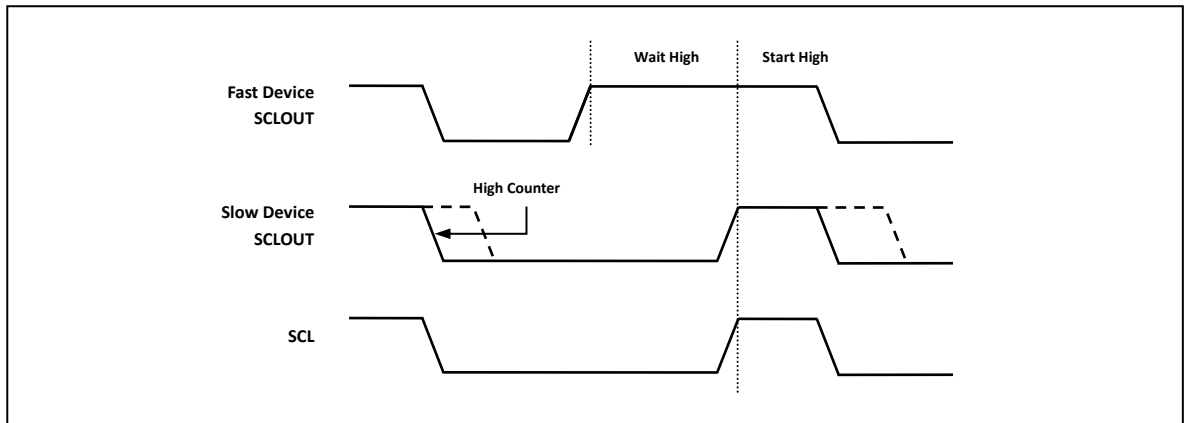 Wait High
Start High
Fast Device
SCLOUT
High Counter
Slow Device
SCLOUT
SCL